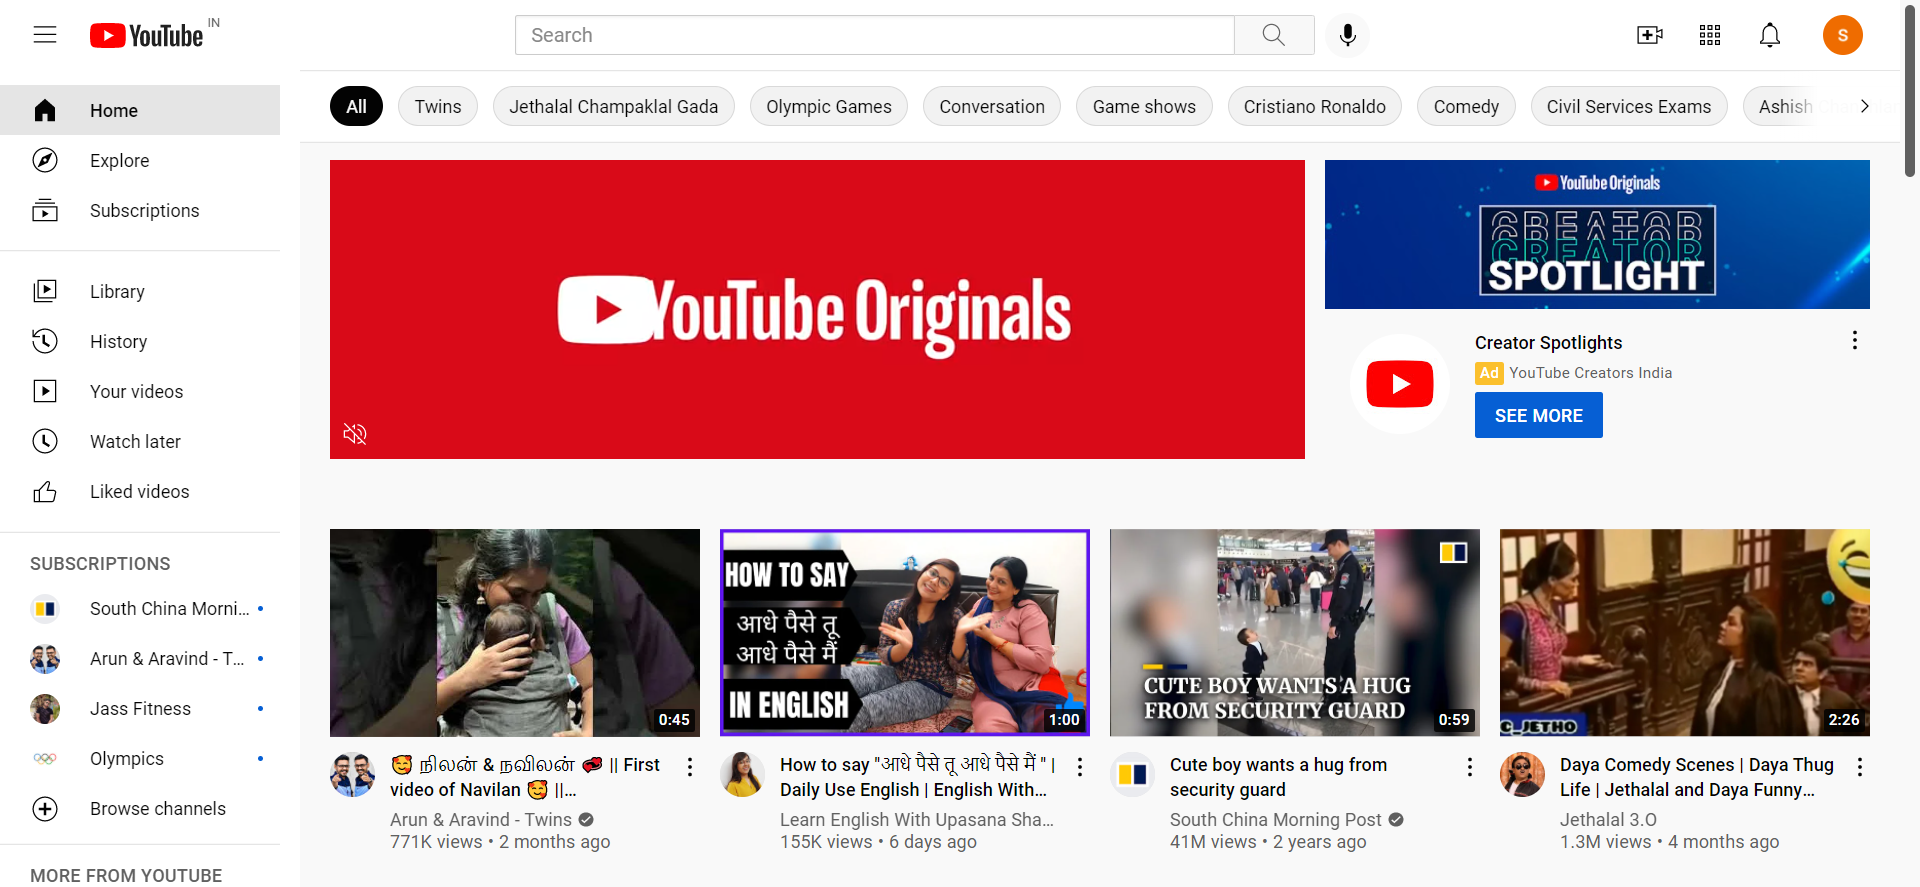 YouTube IN
Search
S
Home
Explore
Subscriptions
Library
History
Your videos
Watch later
Liked videos
SUBSCRIPTIONS
South China Morni...
Arun & Aravind - T...
Jass Fitness
Olympics
Browse channels
MORE FROM YOUTUBE
All
Twins
Jethalal Champaklal Gada
Olympic Games
Conversation
Game shows
Cristiano Ronaldo
Comedy
Civil Services Exams
Ashish
YouTube Originals
YouTube Originals
CREATOR
CREATOR
SPOTLIGHT
Creator Spotlights
Ad YouTube Creators India
SEE MORE
0:45
🥰 நிலன் & நவிலன் 💋 || First
video of Navilan 🥰 ||...
Arun & Aravind - Twins
771K views • 2 months ago
HOW TO SAY
आधे पैसे तू
आधे पैसे मैं
IN ENGLISH
1:00
How to say "आधे पैसे तू आधे पैसे मैं " |
Daily Use English | English With...
Learn English With Upasana Sha...
155K views • 6 days ago
CUTE BOY WANTS A HUG
FROM SECURITY GUARD
0:59
Cute boy wants a hug from
security guard
South China Morning Post
41M views • 2 years ago
C_JETHO
2:26
Daya Comedy Scenes | Daya Thug
Life | Jethalal and Daya Funny...
Jethalal 3.O
1.3M views • 4 months ago